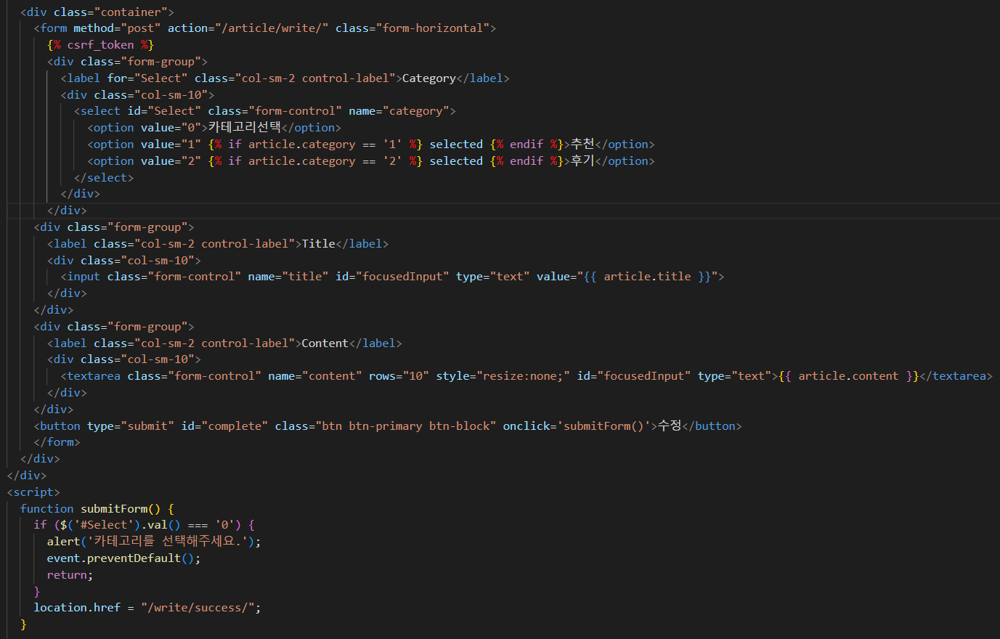 <div class="container">
<form method="post" action="/article/write/" class="form-horizontal">
{% csrf_token %}
<div class="form-group">
<label for="Select" class="col-sm-2 control-label">Category</label>
<div class="col-sm-10">
<select id="Select" class="form-control" name="category">
<option value="0">카테고리선택</option>
<option value="1" {% if article.category == '1' %} selected {% endif %}>추천</option>
<option value="2" {% if article.category == '2' %} selected {% endif %}>후기</option>
</select>
</div>
</div>
<div class="form-group">
<label class="col-sm-2 control-label">Title</label>
<div class="col-sm-10">
<input class="form-control" name="title" id="focusedInput" type="text" value="{{ article.title }}">
</div>
</div>
<div class="form-group">
<label class="col-sm-2 control-label">Content</label>
<div class="col-sm-10">
<textarea class="form-control" name="content" rows="10" style="resize:none;" id="focusedInput" type="text">{{ article.content }}</textarea>
</div>
</div>
<button type="submit" id="complete" class="btn btn-primary btn-block" onclick='submitForm()'>수정</button>
</form>
</div>
</div>
<script>
function submitForm() {
if ($('#Select').val() === '0') {
alert('카테고리를 선택해주세요.');
event.preventDefault();
return;
}
location.href = "/write/success/";
}